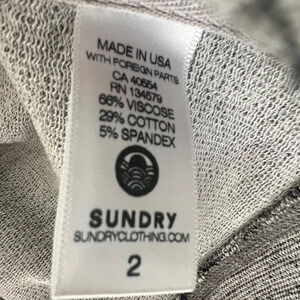 MADE IN USA
WITH FOREIGN PARTS
CA 40554
RN 134579
66% VISCOSE
29% COTTON
5% SPANDEX
SUNDRY
SUNDRYCLOTHING.COM
2